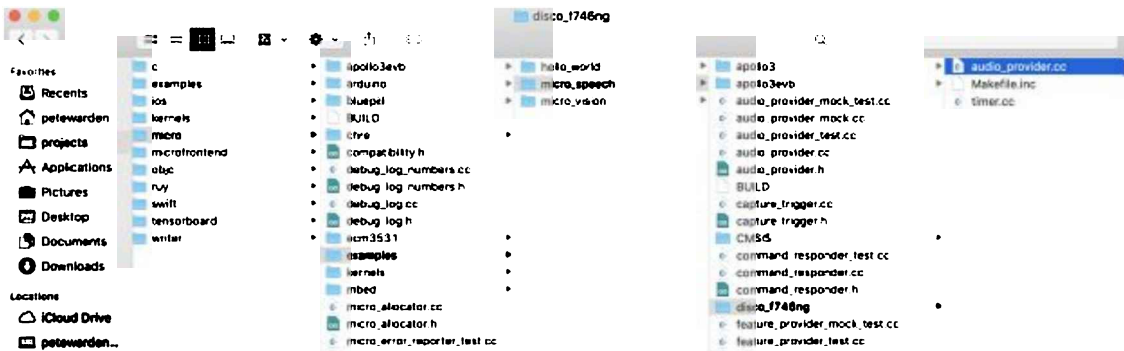 disco_f746ng
Favorites
Recents
petewarden
projects
Applications
Pictures
Desktop
Documents
Downloads
Locations
iCloud Drive
petewarden...
c
examples
ios
kernels
micro
microfrontend
objc
ruy
swift
tensorboard
writer
apollo3evb
arduino
bluepill
BUILD
chre
compatibility.h
debug_log_numbers.cc
debug_log_numbers.h
debug_log.cc
debug_log.h
ecm3531
examples
kernels
mbed
micro_allocator.cc
micro_allocator.h
micro_error_reporter_test.cc
hello_world
micro_speech
micro_vision
apollo3
apollo3evb
audio_provider_mock_test.cc
audio_provider_mock.cc
audio_provider_test.cc
audio_provider.cc
audio_provider.h
BUILD
capture_trigger.cc
capture_trigger.h
CMSIS
command_responder_test.cc
command_responder.cc
command_responder.h
disco_f746ng
feature_provider_mock_test.cc
feature_provider_test.cc
audio_provider.cc
Makefile.inc
timer.cc